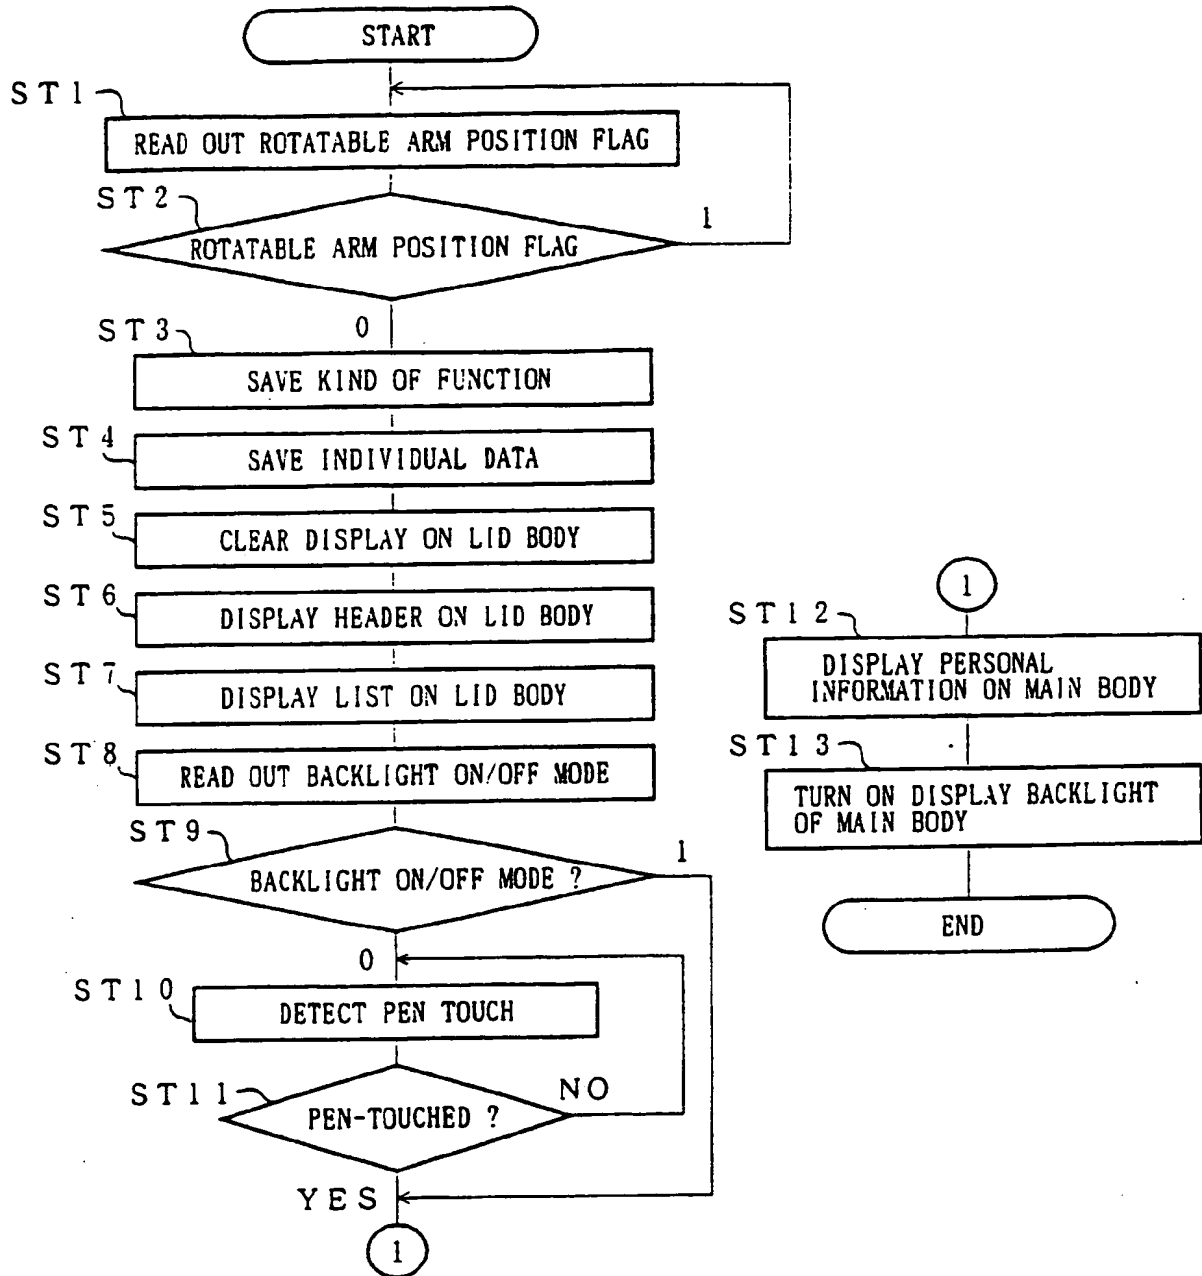 START
ST1
READ OUT ROTATABLE ARM POSITION FLAG
ST2
1
ROTATABLE ARM POSITION FLAG
0
ST3
SAVE KIND OF FUNCTION
ST4
SAVE INDIVIDUAL DATA
ST5
CLEAR DISPLAY ON LID BODY
ST6
DISPLAY HEADER ON LID BODY
ST7
DISPLAY LIST ON LID BODY
ST8
READ OUT BACKLIGHT ON/OFF MODE
ST9
1
BACKLIGHT ON/OFF MODE ?
0
ST10
DETECT PEN TOUCH
ST11
NO
PEN-TOUCHED ?
YES
1
1
ST12
DISPLAY PERSONAL
INFORMATION ON MAIN BODY
ST13
TURN ON DISPLAY BACKLIGHT
OF MAIN BODY
END